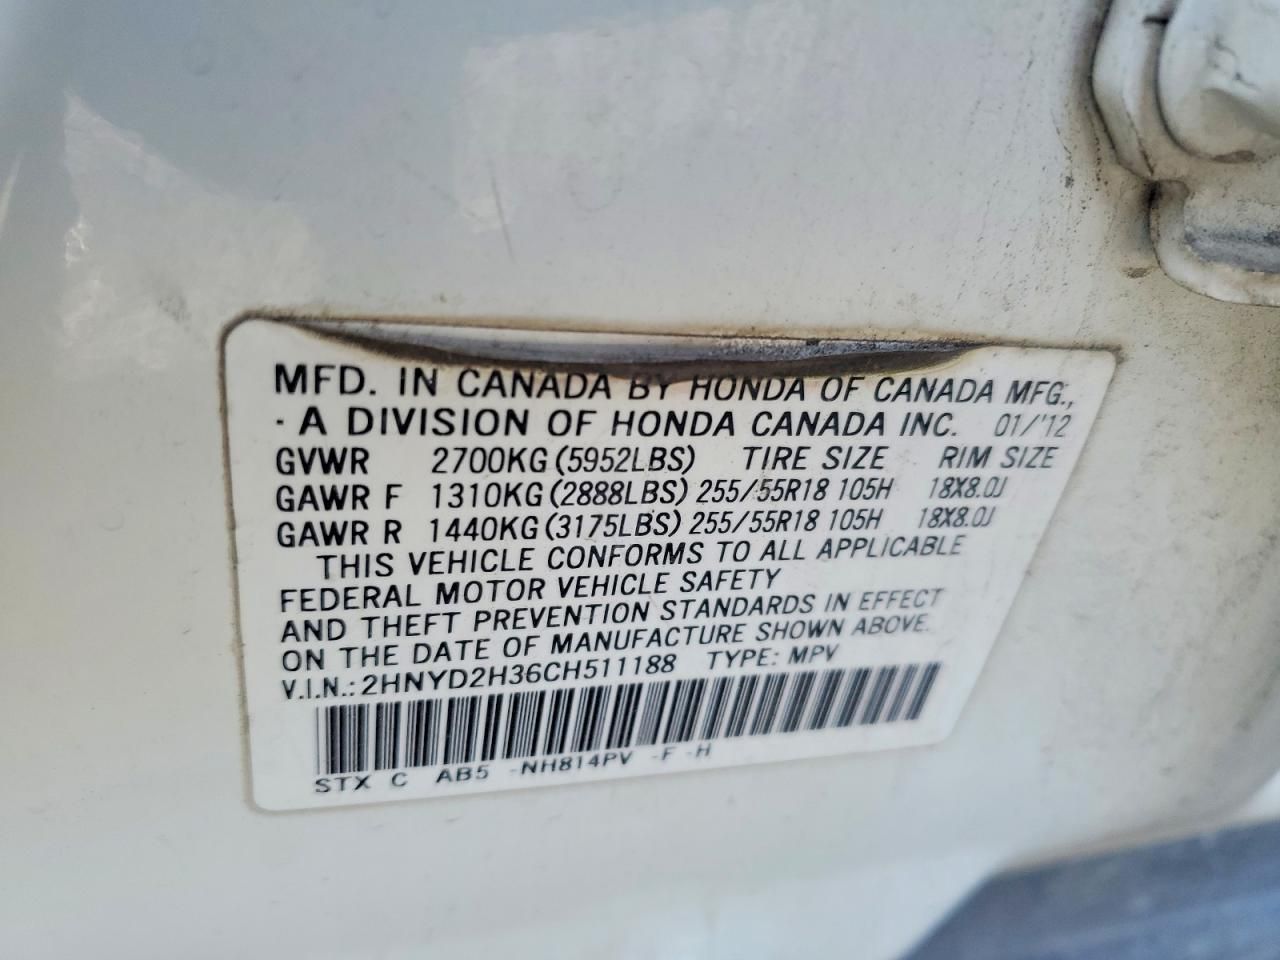 MFD. IN CANADA BY HONDA OF CANADA MFG.,
· A DIVISION OF HONDA CANADA INC. 01/'12
GVWR 2700KG (5952LBS) TIRE SIZE RIM SIZE
GAWR F 1310KG (2888LBS) 255/55R18 105H 18X8.0J
GAWR R 1440KG (3175LBS) 255/55R18 105H 18X8.0J
THIS VEHICLE CONFORMS TO ALL APPLICABLE
FEDERAL MOTOR VEHICLE SAFETY
AND THEFT PREVENTION STANDARDS IN EFFECT
ON THE DATE OF MANUFACTURE SHOWN ABOVE.
V.I.N.: 2HNYD2H36CH511188 TYPE: MPV
STX C AB5 -NH814PV -F -H